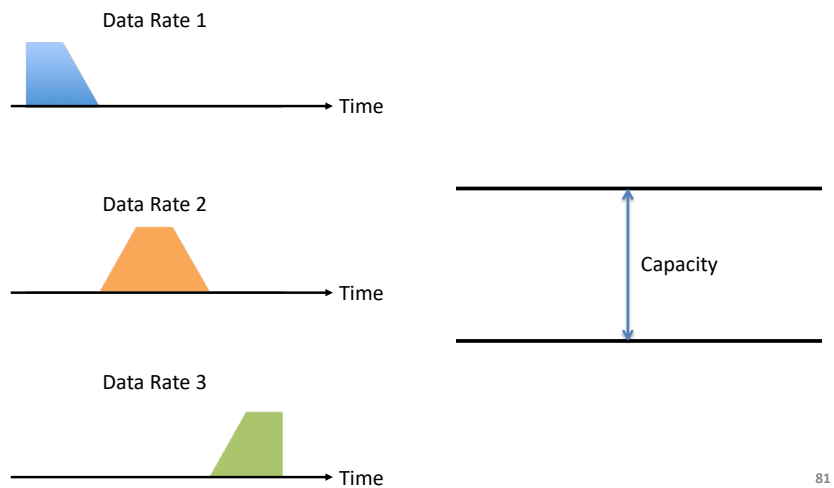 Data Rate 1
Time
Data Rate 2
Time
Data Rate 3
Time
Capacity
81